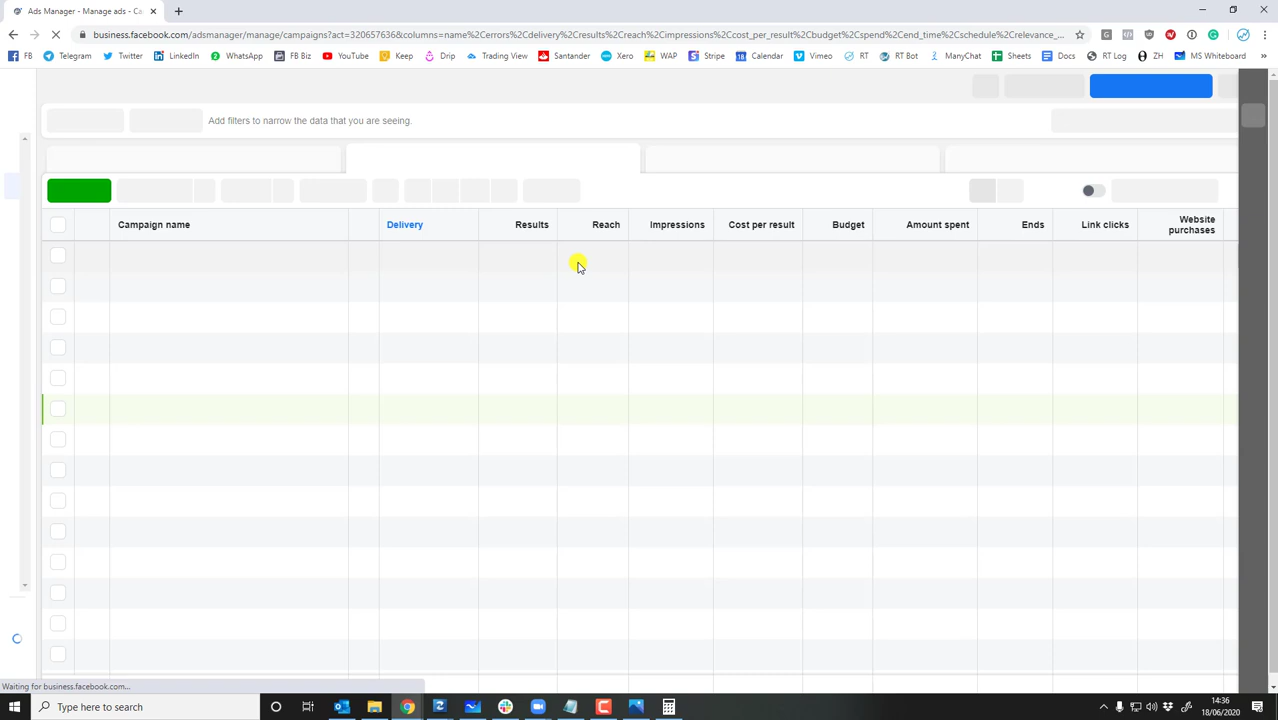 Ads Manager - Manage ads - Ca
business.facebook.com/adsmanager/manage/campaigns?act=320657636&columns=name%2Cerrors%2Cdelivery%2Cresults%2Creach%2Cimpressions%2Ccost_per_result%2Cbudget%2Cspend%2Cend_time%2Cschedule%2Crelevance_...
FB Telegram Twitter LinkedIn WhatsApp FB Biz YouTube Keep Drip Trading View Santander Xero WAP Stripe Calendar Vimeo RT RT Bot ManyChat Sheets Docs RT Log ZH MS Whiteboard »
Add filters to narrow the data that you are seeing.
Campaign name Delivery Results Reach Impressions Cost per result Budget Amount spent Ends Link clicks Website purchases
Waiting for business.facebook.com...
Type here to search
14:36
18/06/2020